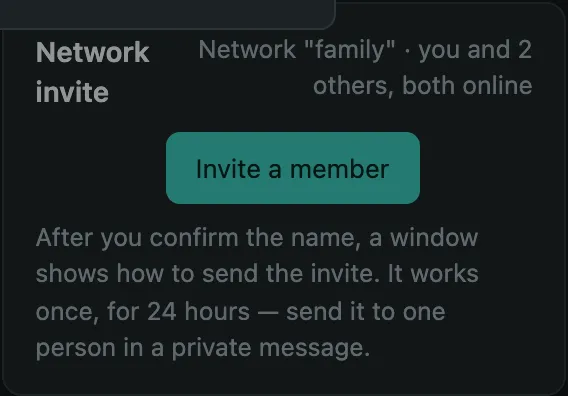 Network invite
Network "family" · you and 2 others, both online
Invite a member
After you confirm the name, a window
shows how to send the invite. It works
once, for 24 hours — send it to one
person in a private message.